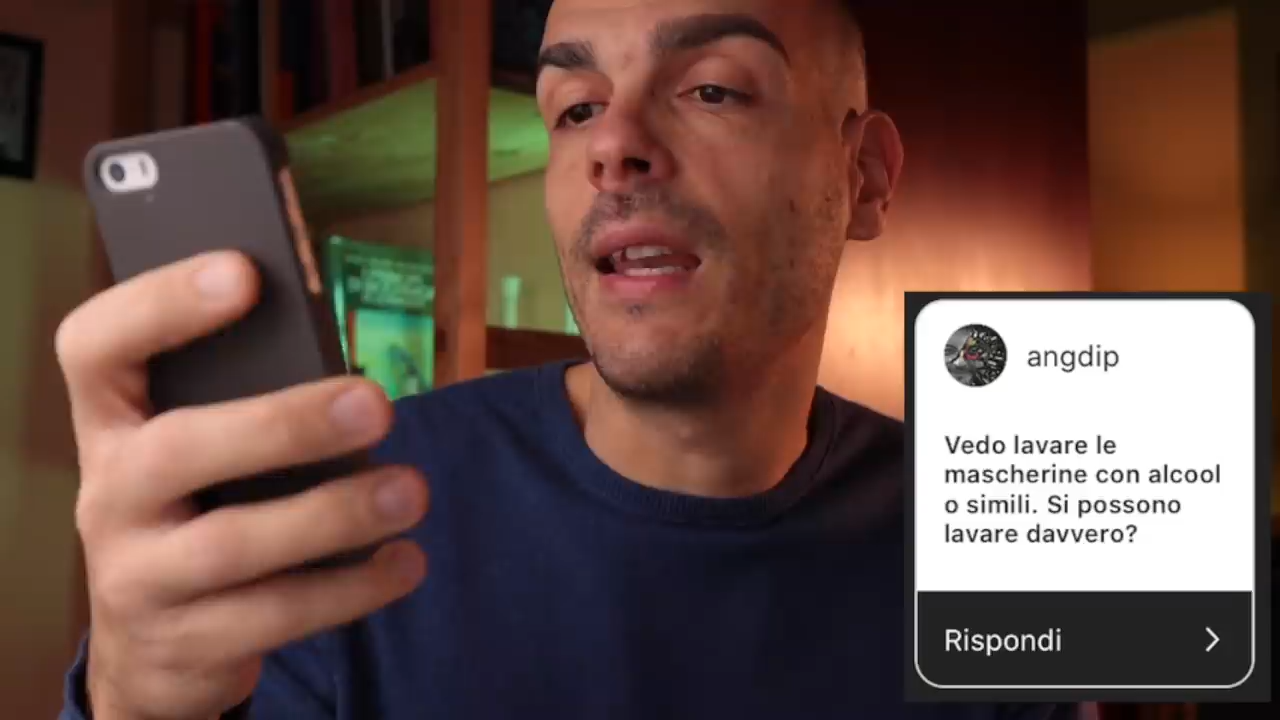 angdip
Vedo lavare le
mascherine con alcool
o simili. Si possono
lavare davvero?
Rispondi